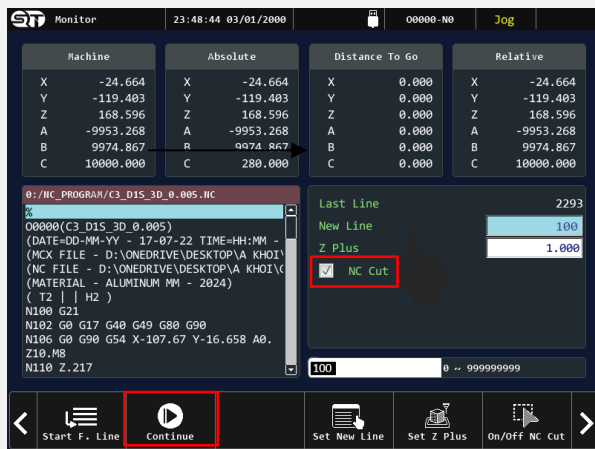 ST Monitor 23:48:44 03/01/2000 O0000-N0 Jog
Machine Absolute Distance To Go Relative
X -24.664 X -24.664 X 0.000 X -24.664
Y -119.403 Y -119.403 Y 0.000 Y -119.403
Z 168.596 Z 168.596 Z 0.000 Z 168.596
A -9953.268 A -9953.268 A 0.000 A -9953.268
B 9974.867 B 9974.867 B 0.000 B 9974.867
C 10000.000 C 280.000 C 0.000 C 10000.000
0:/NC_PROGRAM/C3_D1S_3D_0.005.NC
%
O0000(C3_D1S_3D_0.005)
(DATE=DD-MM-YY - 17-07-22 TIME=HH:MM -
(MCX FILE - D:\ONEDRIVE\DESKTOP\A KHOI\
(NC FILE - D:\ONEDRIVE\DESKTOP\A KHOI\C
(MATERIAL - ALUMINUM MM - 2024)
( T2 | | H2 )
N100 G21
N102 G0 G17 G40 G49 G80 G90
N106 G0 G90 G54 X-107.67 Y-16.658 A0.
Z10.M8
N110 Z.217
Last Line 2293
New Line 100
Z Plus 1.000
NC Cut
100 0 ~ 999999999
Start F. Line Continue Set New Line Set Z Plus On/Off NC Cut